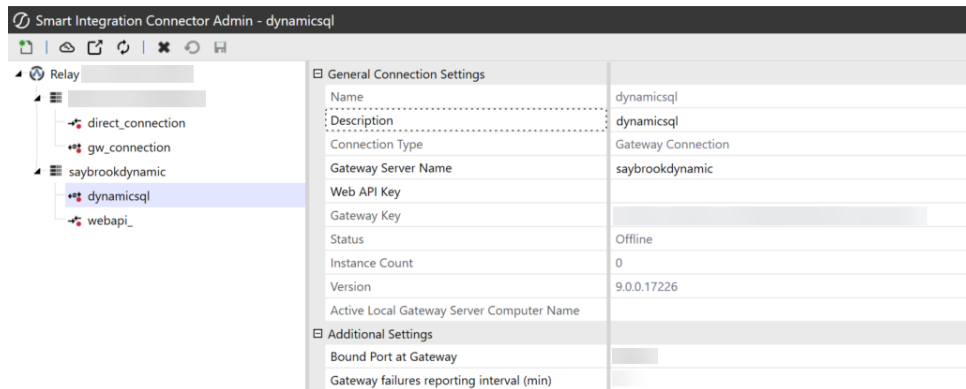 Smart Integration Connector Admin - dynamicsql
Relay
direct_connection
gw_connection
saybrookdynamic
dynamicsql
webapi_
General Connection Settings
Name dynamicsql
Description dynamicsql
Connection Type Gateway Connection
Gateway Server Name saybrookdynamic
Web API Key
Gateway Key
Status Offline
Instance Count 0
Version 9.0.0.17226
Active Local Gateway Server Computer Name
Additional Settings
Bound Port at Gateway
Gateway failures reporting interval (min)